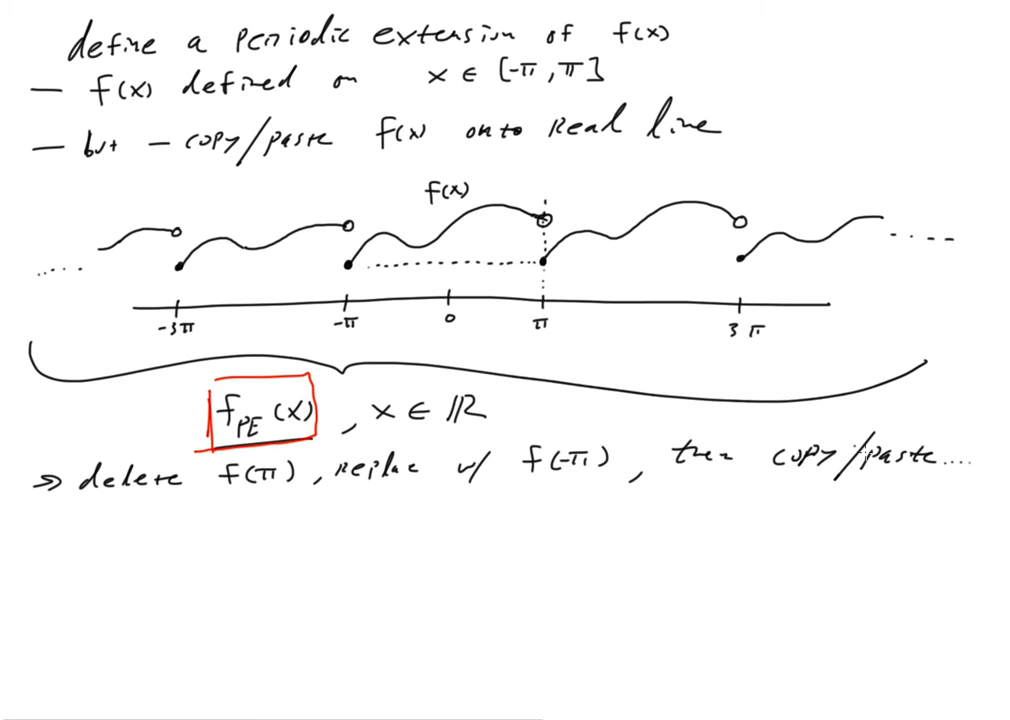 define a periodic extension of f(x)
— f(x) defined on x ∈ [-π, π]
— but - copy/paste f(x) onto Real line
f(x)
..... .....
-3π -π 0 π 3π
f_PE(x) , x ∈ ℝ
⇒ delete f(π), replac w/ f(-π), then copy/paste....